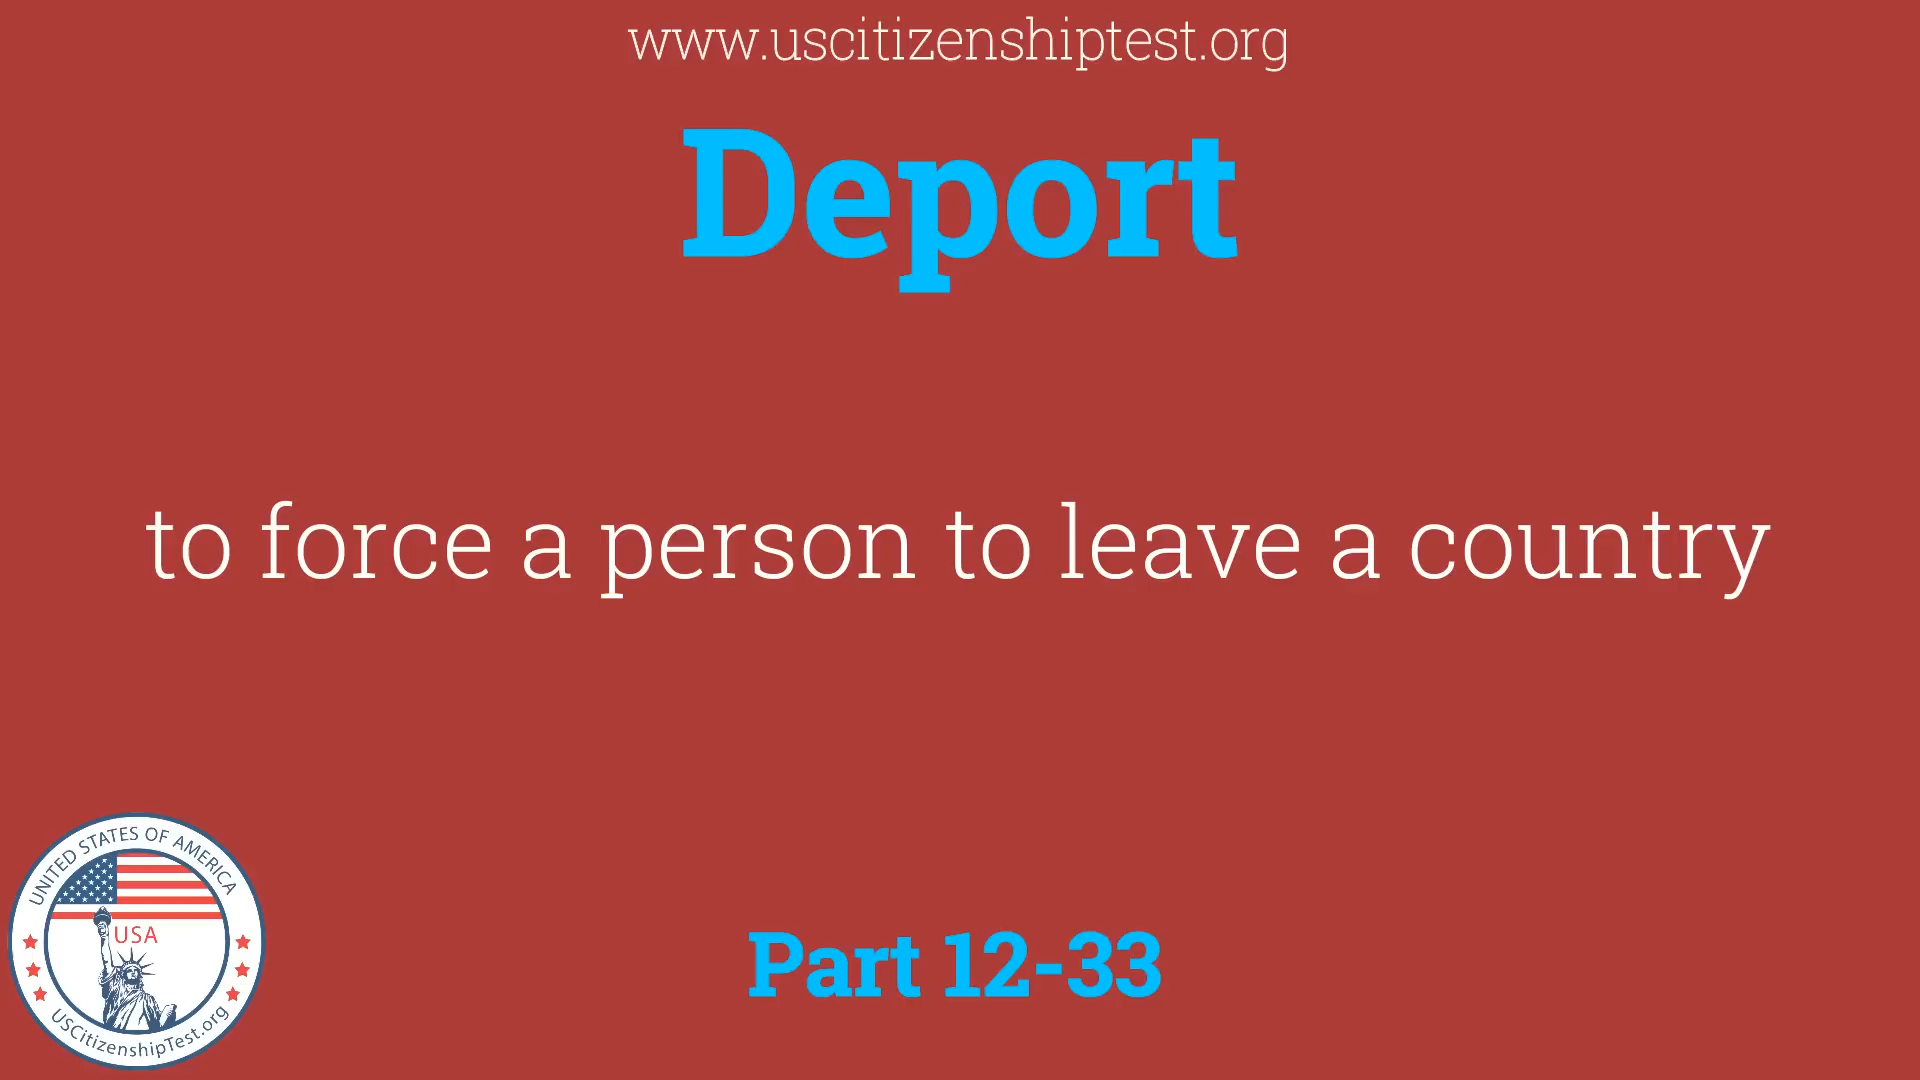 www.uscitizenshiptest.org
Deport
to force a person to leave a country
UNITED STATES OF AMERICA
USA
USCitizenshipTest.org
Part 12-33